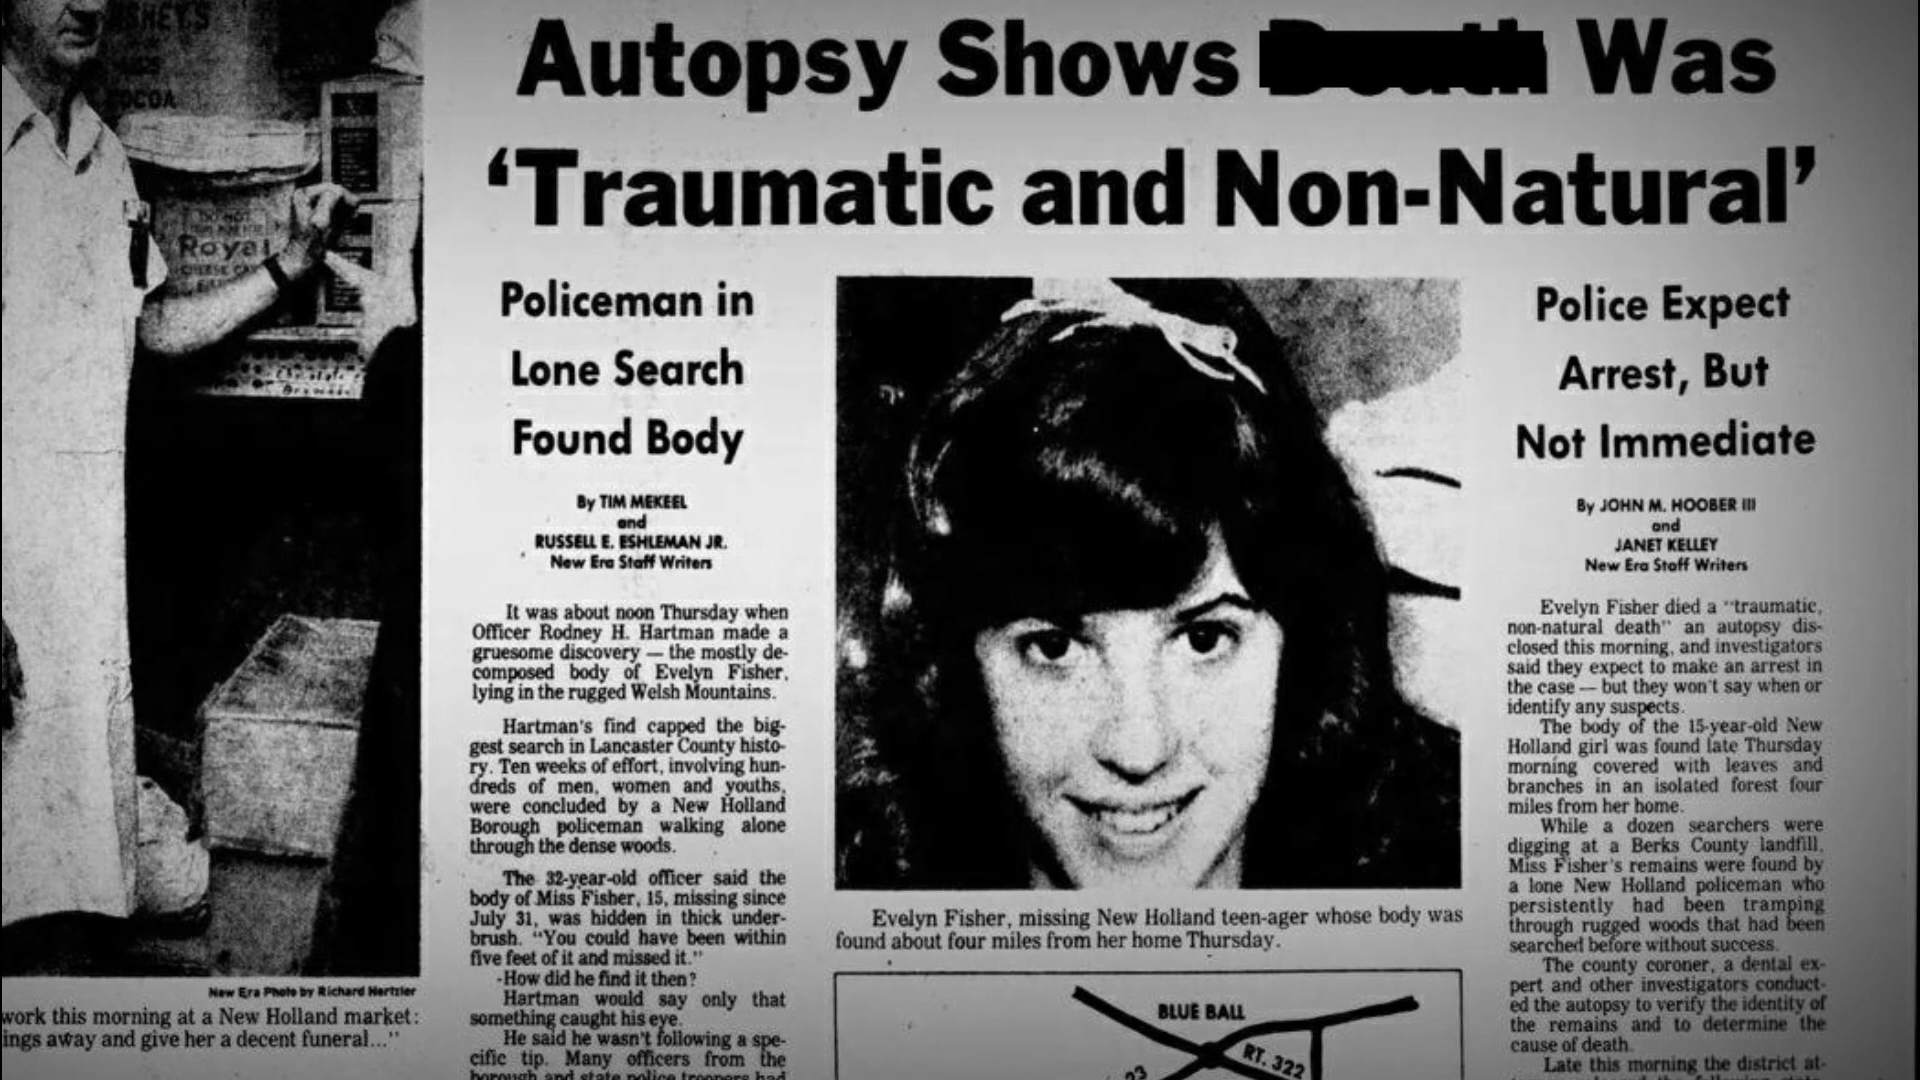 Autopsy Shows Death Was
‘Traumatic and Non-Natural’
Policeman in
Lone Search
Found Body
By TIM MEKEEL
and
RUSSELL E. ESHLEMAN JR.
New Era Staff Writers
It was about noon Thursday when
Officer Rodney H. Hartman made a
gruesome discovery — the mostly de-
composed body of Evelyn Fisher,
lying in the rugged Welsh Mountains.
Hartman's find capped the big-
gest search in Lancaster County histo-
ry. Ten weeks of effort, involving hun-
dreds of men, women and youths,
were concluded by a New Holland
Borough policeman walking alone
through the dense woods.
The 32-year-old officer said the
body of Miss Fisher, 15, missing since
July 31, was hidden in thick under-
brush. "You could have been within
five feet of it and missed it."
-How did he find it then?
Hartman would say only that
something caught his eye.
He said he wasn't following a spe-
cific tip. Many officers from the
borough and state police troopers had
Evelyn Fisher, missing New Holland teen-ager whose body was
found about four miles from her home Thursday.
BLUE BALL
RT. 322
23
Police Expect
Arrest, But
Not Immediate
By JOHN M. HOOBER III
and
JANET KELLEY
New Era Staff Writers
Evelyn Fisher died a "traumatic,
non-natural death" an autopsy dis-
closed this morning, and investigators
said they expect to make an arrest in
the case — but they won't say when or
identify any suspects.
The body of the 15-year-old New
Holland girl was found late Thursday
morning covered with leaves and
branches in an isolated forest four
miles from her home.
While a dozen searchers were
digging at a Berks County landfill,
Miss Fisher's remains were found by
a lone New Holland policeman who
persistently had been tramping
through rugged woods that had been
searched before without success.
The county coroner, a dental ex-
pert and other investigators conduct-
ed the autopsy to verify the identity of
the remains and to determine the
cause of death.
Late this morning the district at-
SHEY'S
COCOA
DO NOT
Royal
CHEESE
New Era Photo by Richard Hertzler
work this morning at a New Holland market:
ings away and give her a decent funeral..."